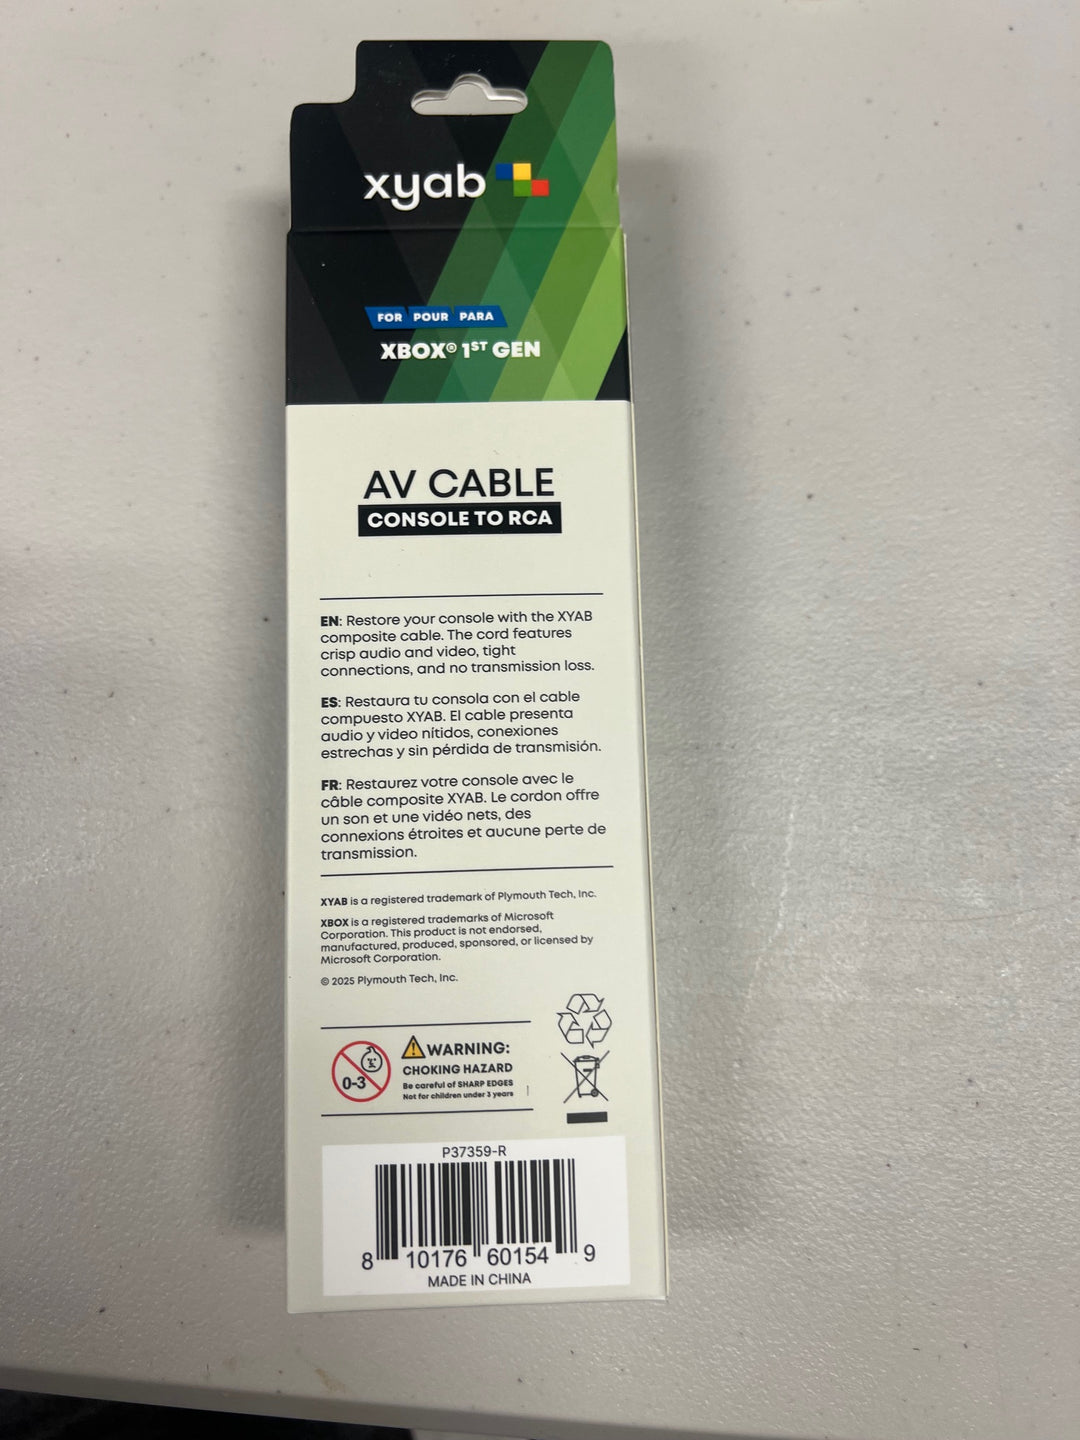 xyab
FOR POUR PARA
XBOX® 1ST GEN
AV CABLE
CONSOLE TO RCA
EN: Restore your console with the XYAB
composite cable. The cord features
crisp audio and video, tight
connections, and no transmission loss.
ES: Restaura tu consola con el cable
compuesto XYAB. El cable presenta
audio y video nítidos, conexiones
estrechas y sin pérdida de transmisión.
FR: Restaurez votre console avec le
câble composite XYAB. Le cordon offre
un son et une vidéo nets, des
connexions étroites et aucune perte de
transmission.
XYAB is a registered trademark of Plymouth Tech, Inc.
XBOX is a registered trademarks of Microsoft
Corporation. This product is not endorsed,
manufactured, produced, sponsored, or licensed by
Microsoft Corporation.
© 2025 Plymouth Tech, Inc.
0-3
WARNING:
CHOKING HAZARD
Be careful of SHARP EDGES
Not for children under 3 years
P37359-R
8 10176 60154 9
MADE IN CHINA